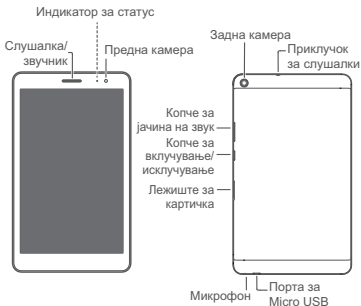 Индикатор за статус
Слушалка/
звучник
Предна камера
Задна камера
Приклучок
за слушалки
Копче за
јачина на звук
Копче за
вклучување/
исклучување
Лежиште за
картичка
Микрофон
Порта за
Micro USB